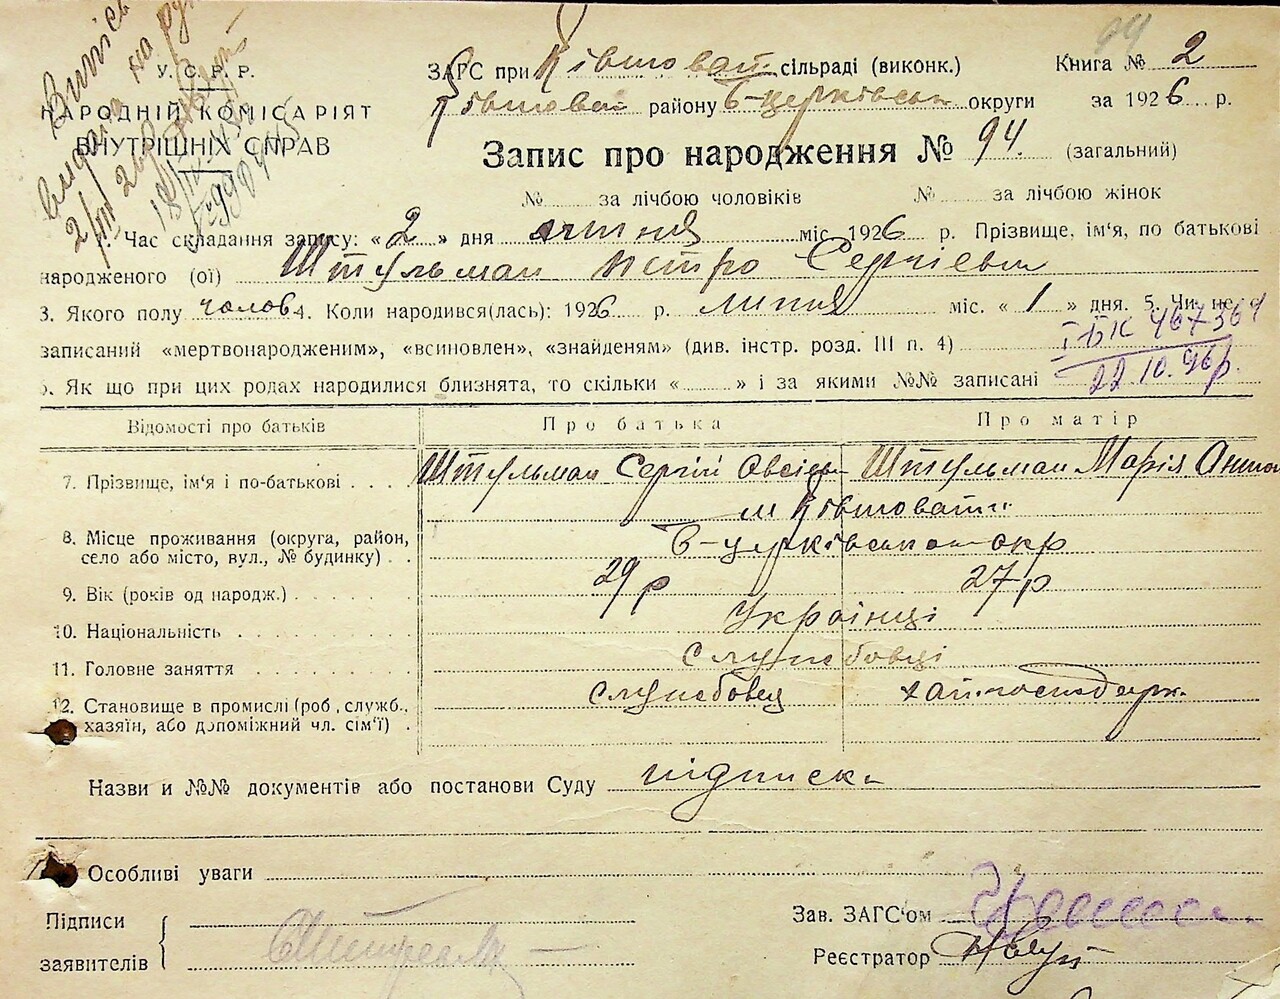 У. С. Р. Р.
НАРОДНІЙ КОМІСАРІЯТ
ВНУТРІШНІХ СПРАВ
ЗАГС при Ківшоват. сільраді (виконк.) Книга № 2
Ківшоват району Б-Церківськ округи за 1926 р.
Запис про народження № 94. (загальний)
№ за лічбою чоловіків № за лічбою жінок
1. Час складання запису: «2» дня липня міс. 1926 р. Прізвище, ім'я, по батькові
народженого (ої) Штульман Петро Сергієвич
3. Якого полу чолов 4. Коли народився(лась): 1926 р. липня міс. «1» дня. 5. Чи не є
записаний «мертвонародженим», «всиновлен», «знайденям» (див. інстр. розд. III п. 4) І БК 467364
6. Як що при цих родах народилися близнята, то скільки « » і за якими №№ записані 22.10.96р.
Відомості про батьків Про батька Про матір
7. Прізвище, ім'я і по-батькові . . . Штульман Сергій Штульман Марія
м Ківшовати
8. Місце проживання (округа, район,
село або місто, вул., № будинку) . . Б-церківської окр
9. Вік (років од народж.) . . . . . . 29 р 27 р
10. Національність . . . . . . . . . Українці
11. Головне заняття . . . . . . . . . Службовці
12. Становище в промислі (роб., служб., службовец
хазяїн, або допоміжний чл. сім'ї) .
Назви и №№ документів або постанови Суду підписка
Особливі уваги
Підписи
заявителів
Зав. ЗАГС'ом
Реєстратор